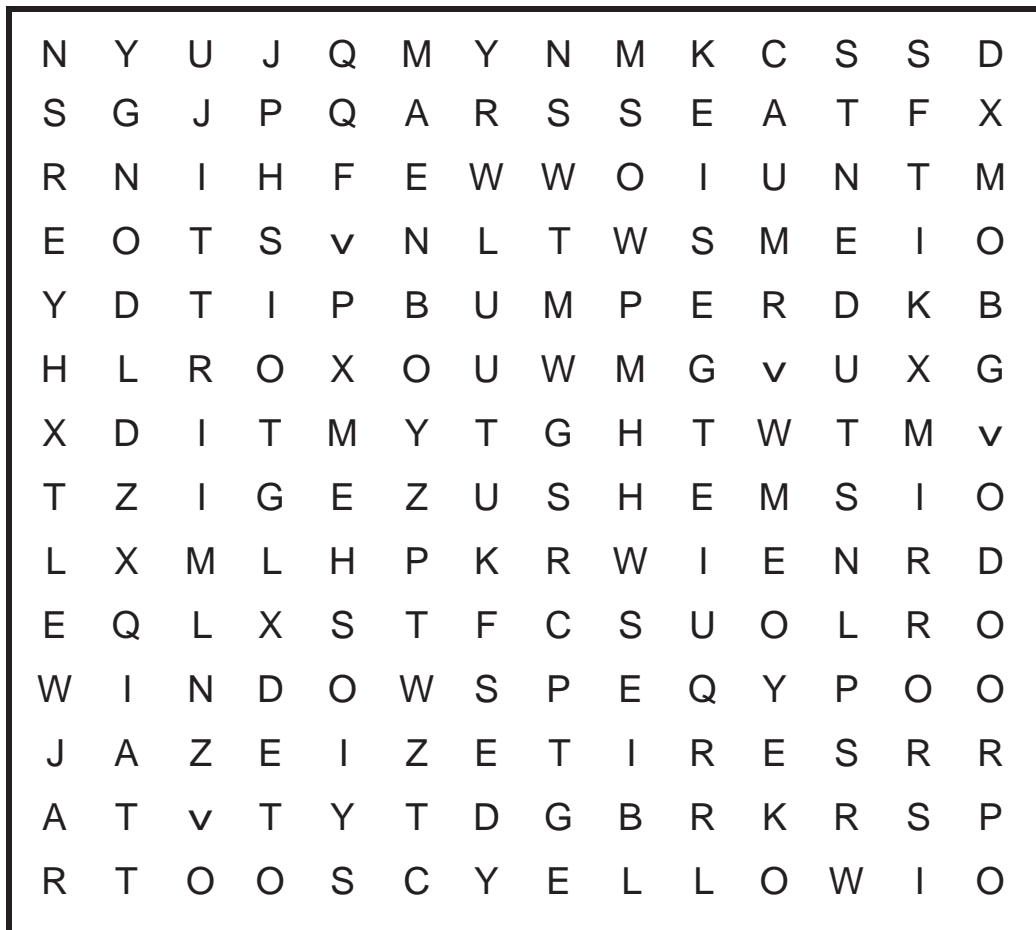 N Y U J Q M Y N M K C S S D
S G J P Q A R S S E A T F X
R N I H F E W W O I U N T M
E O T S v N L T W S M E I O
Y D T I P B U M P E R D K B
H L R O X O U W M G v U X G
X D I T M Y T G H T W T M v
T Z I G E Z U S H E M S I O
L X M L H P K R W I E N R D
E Q L X S T F C S U O L R O
W I N D O W S P E Q Y P O O
J A Z E I Z E T I R E S R R
A T v T Y T D G B R K R S P
R T O O S C Y E L L O W I O